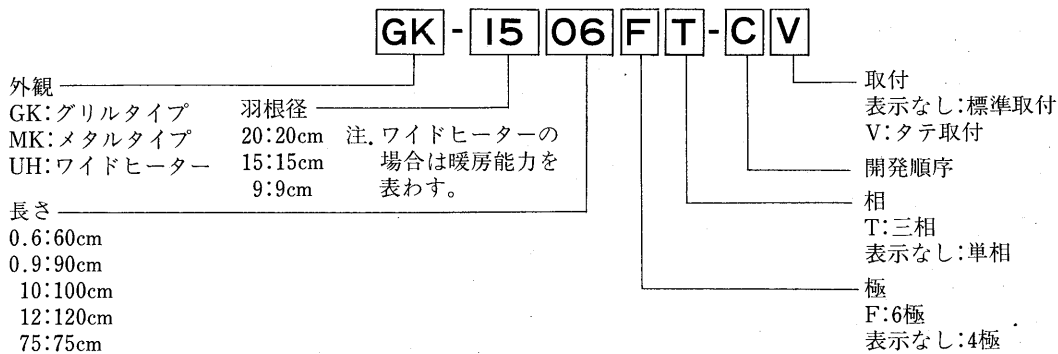 GK-1506FT-CV
外観
GK:グリルタイプ
MK:メタルタイプ
UH:ワイドヒーター
羽根径
20:20cm
15:15cm
9:9cm
注.ワイドヒーターの
場合は暖房能力を
表わす。
長さ
0.6:60cm
0.9:90cm
10:100cm
12:120cm
75:75cm
取付
表示なし:標準取付
V:タテ取付
開発順序
相
T:三相
表示なし:単相
極
F:6極
表示なし:4極